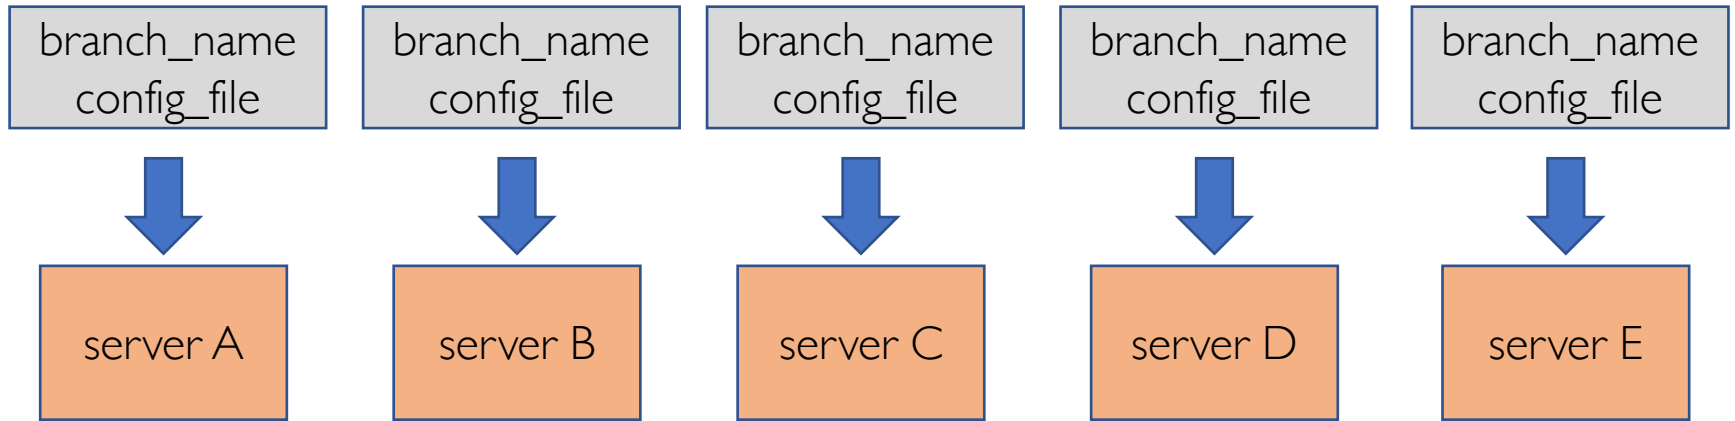 branch_name
config_file
branch_name
config_file
branch_name
config_file
branch_name
config_file
branch_name
config_file
server A
server B
server C
server D
server E